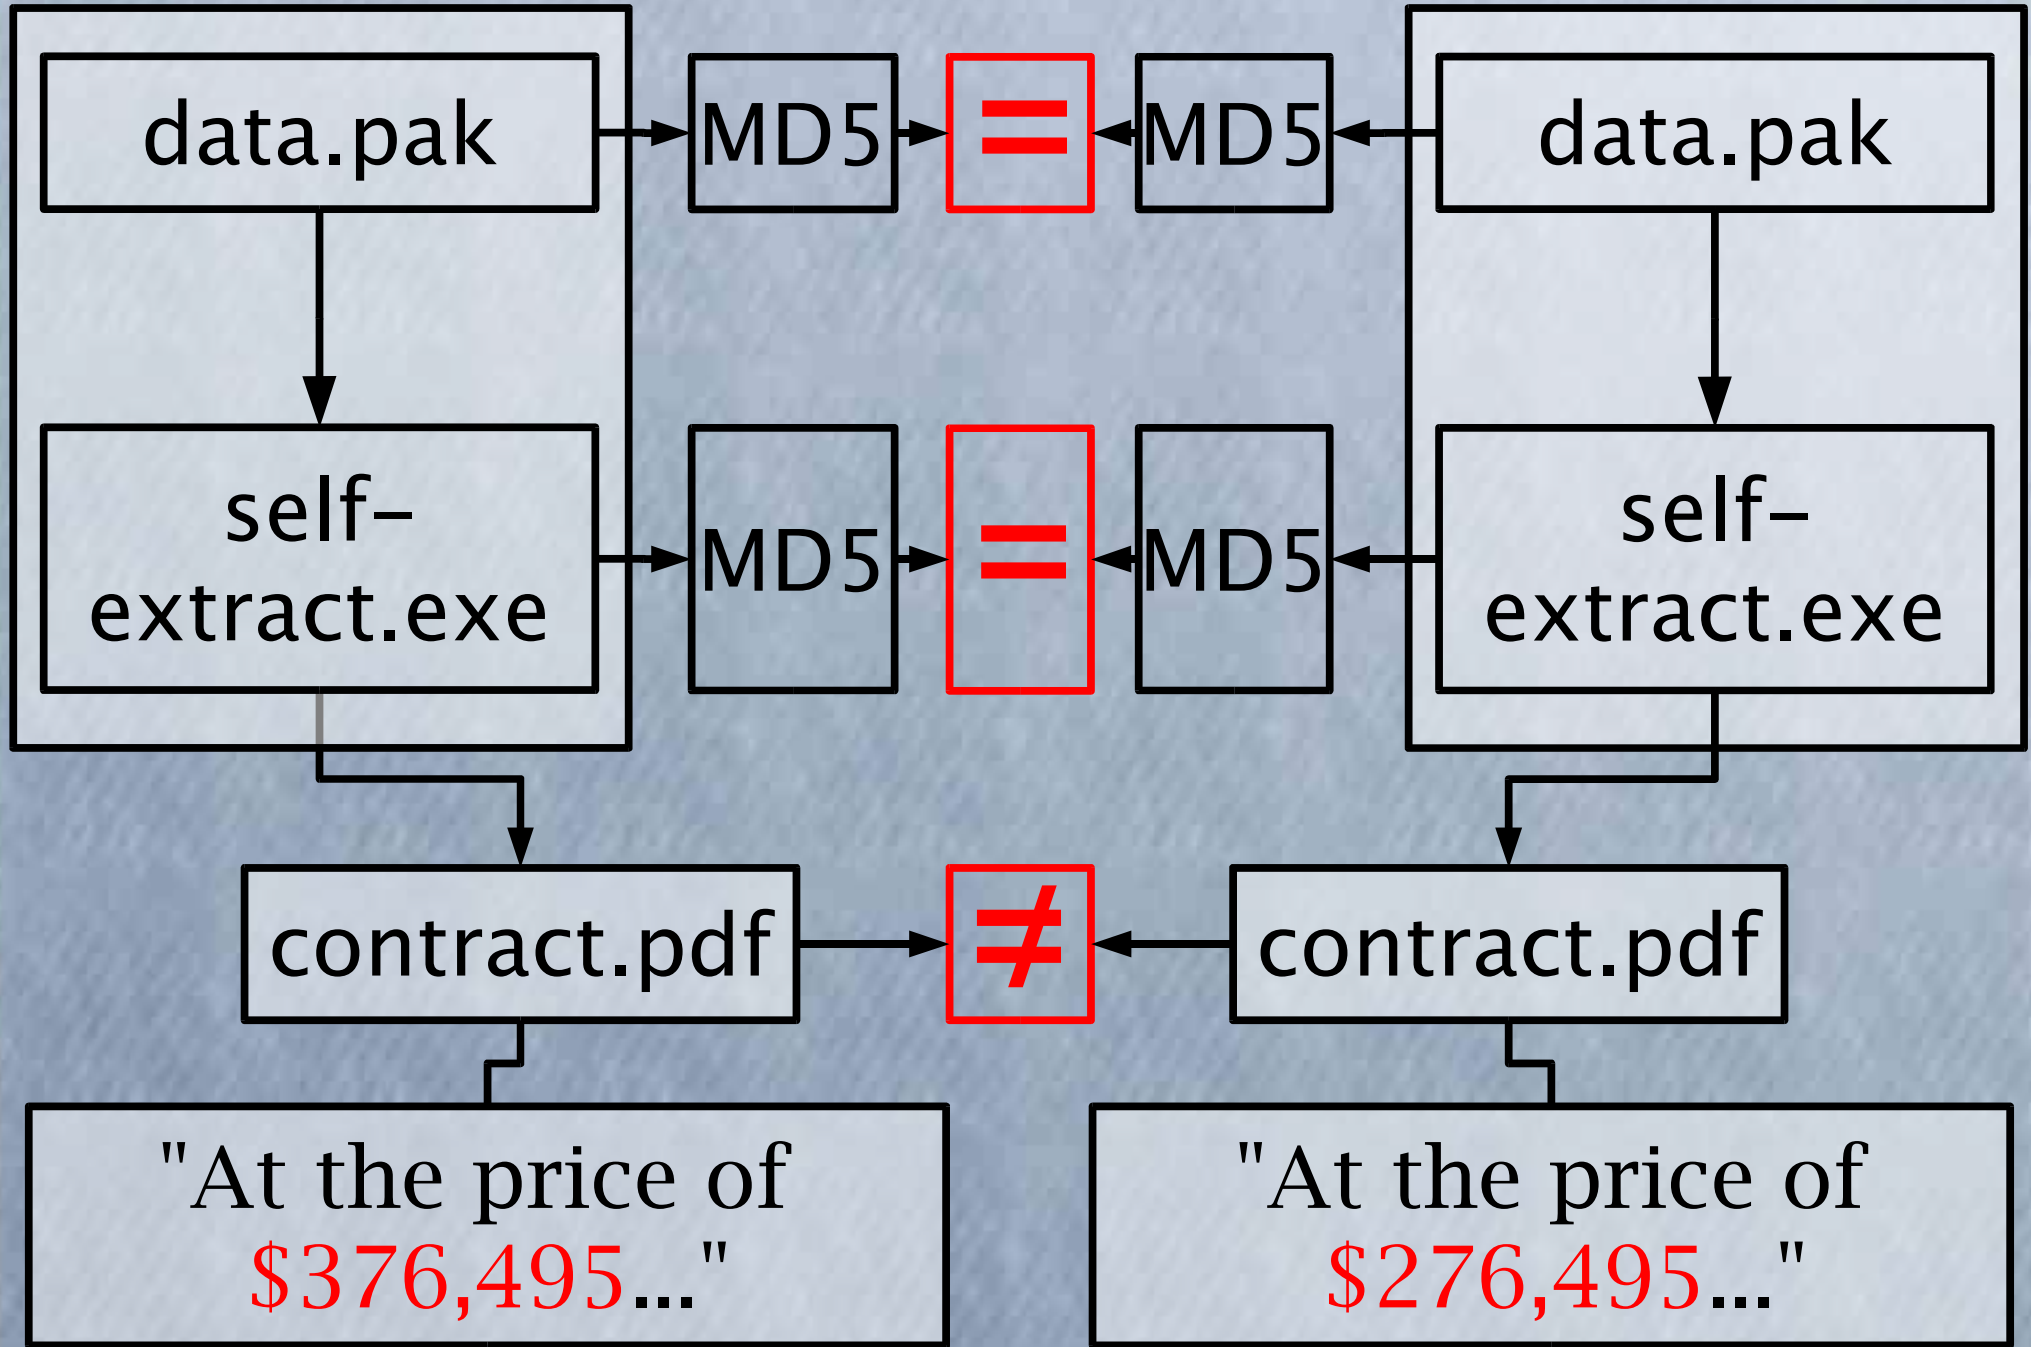 data.pak
MD5
=
MD5
data.pak
self-
extract.exe
MD5
=
MD5
self-
extract.exe
contract.pdf
≠
contract.pdf
"At the price of
$376,495..."
"At the price of
$276,495..."